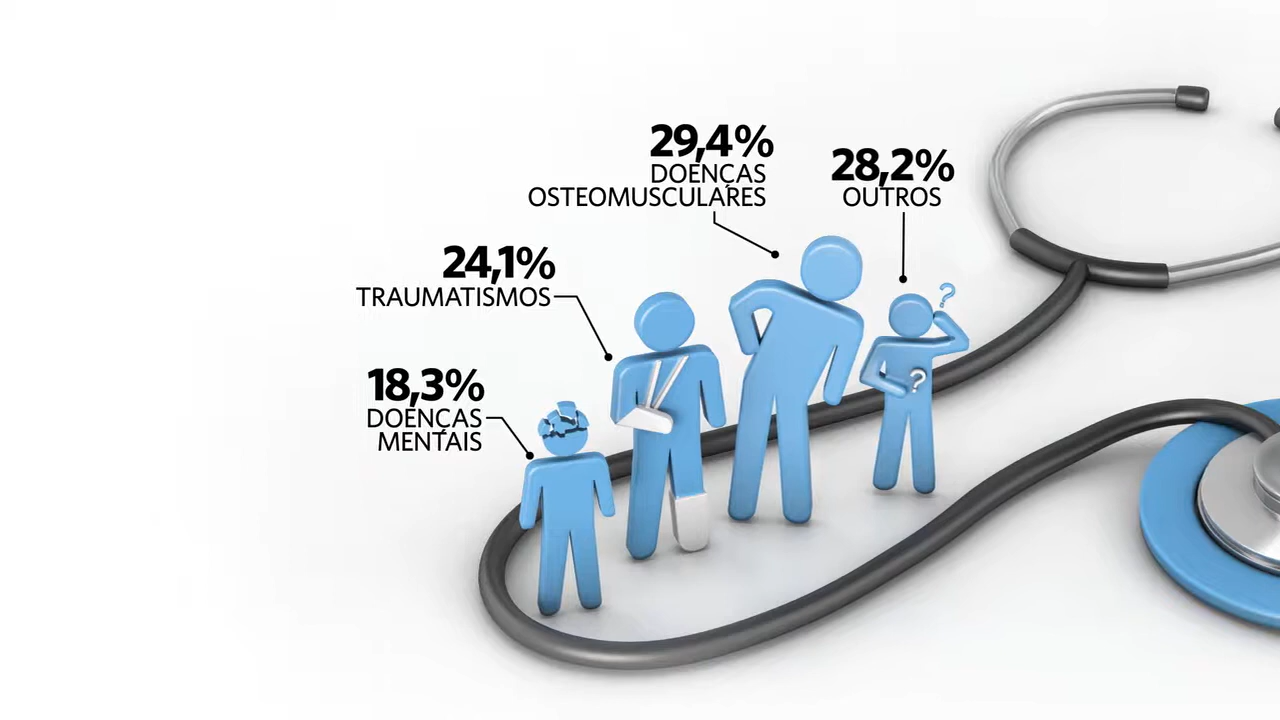 29,4%
DOENÇAS
OSTEOMUSCULARES
28,2%
OUTROS
24,1%
TRAUMATISMOS
18,3%
DOENÇAS
MENTAIS
?
?